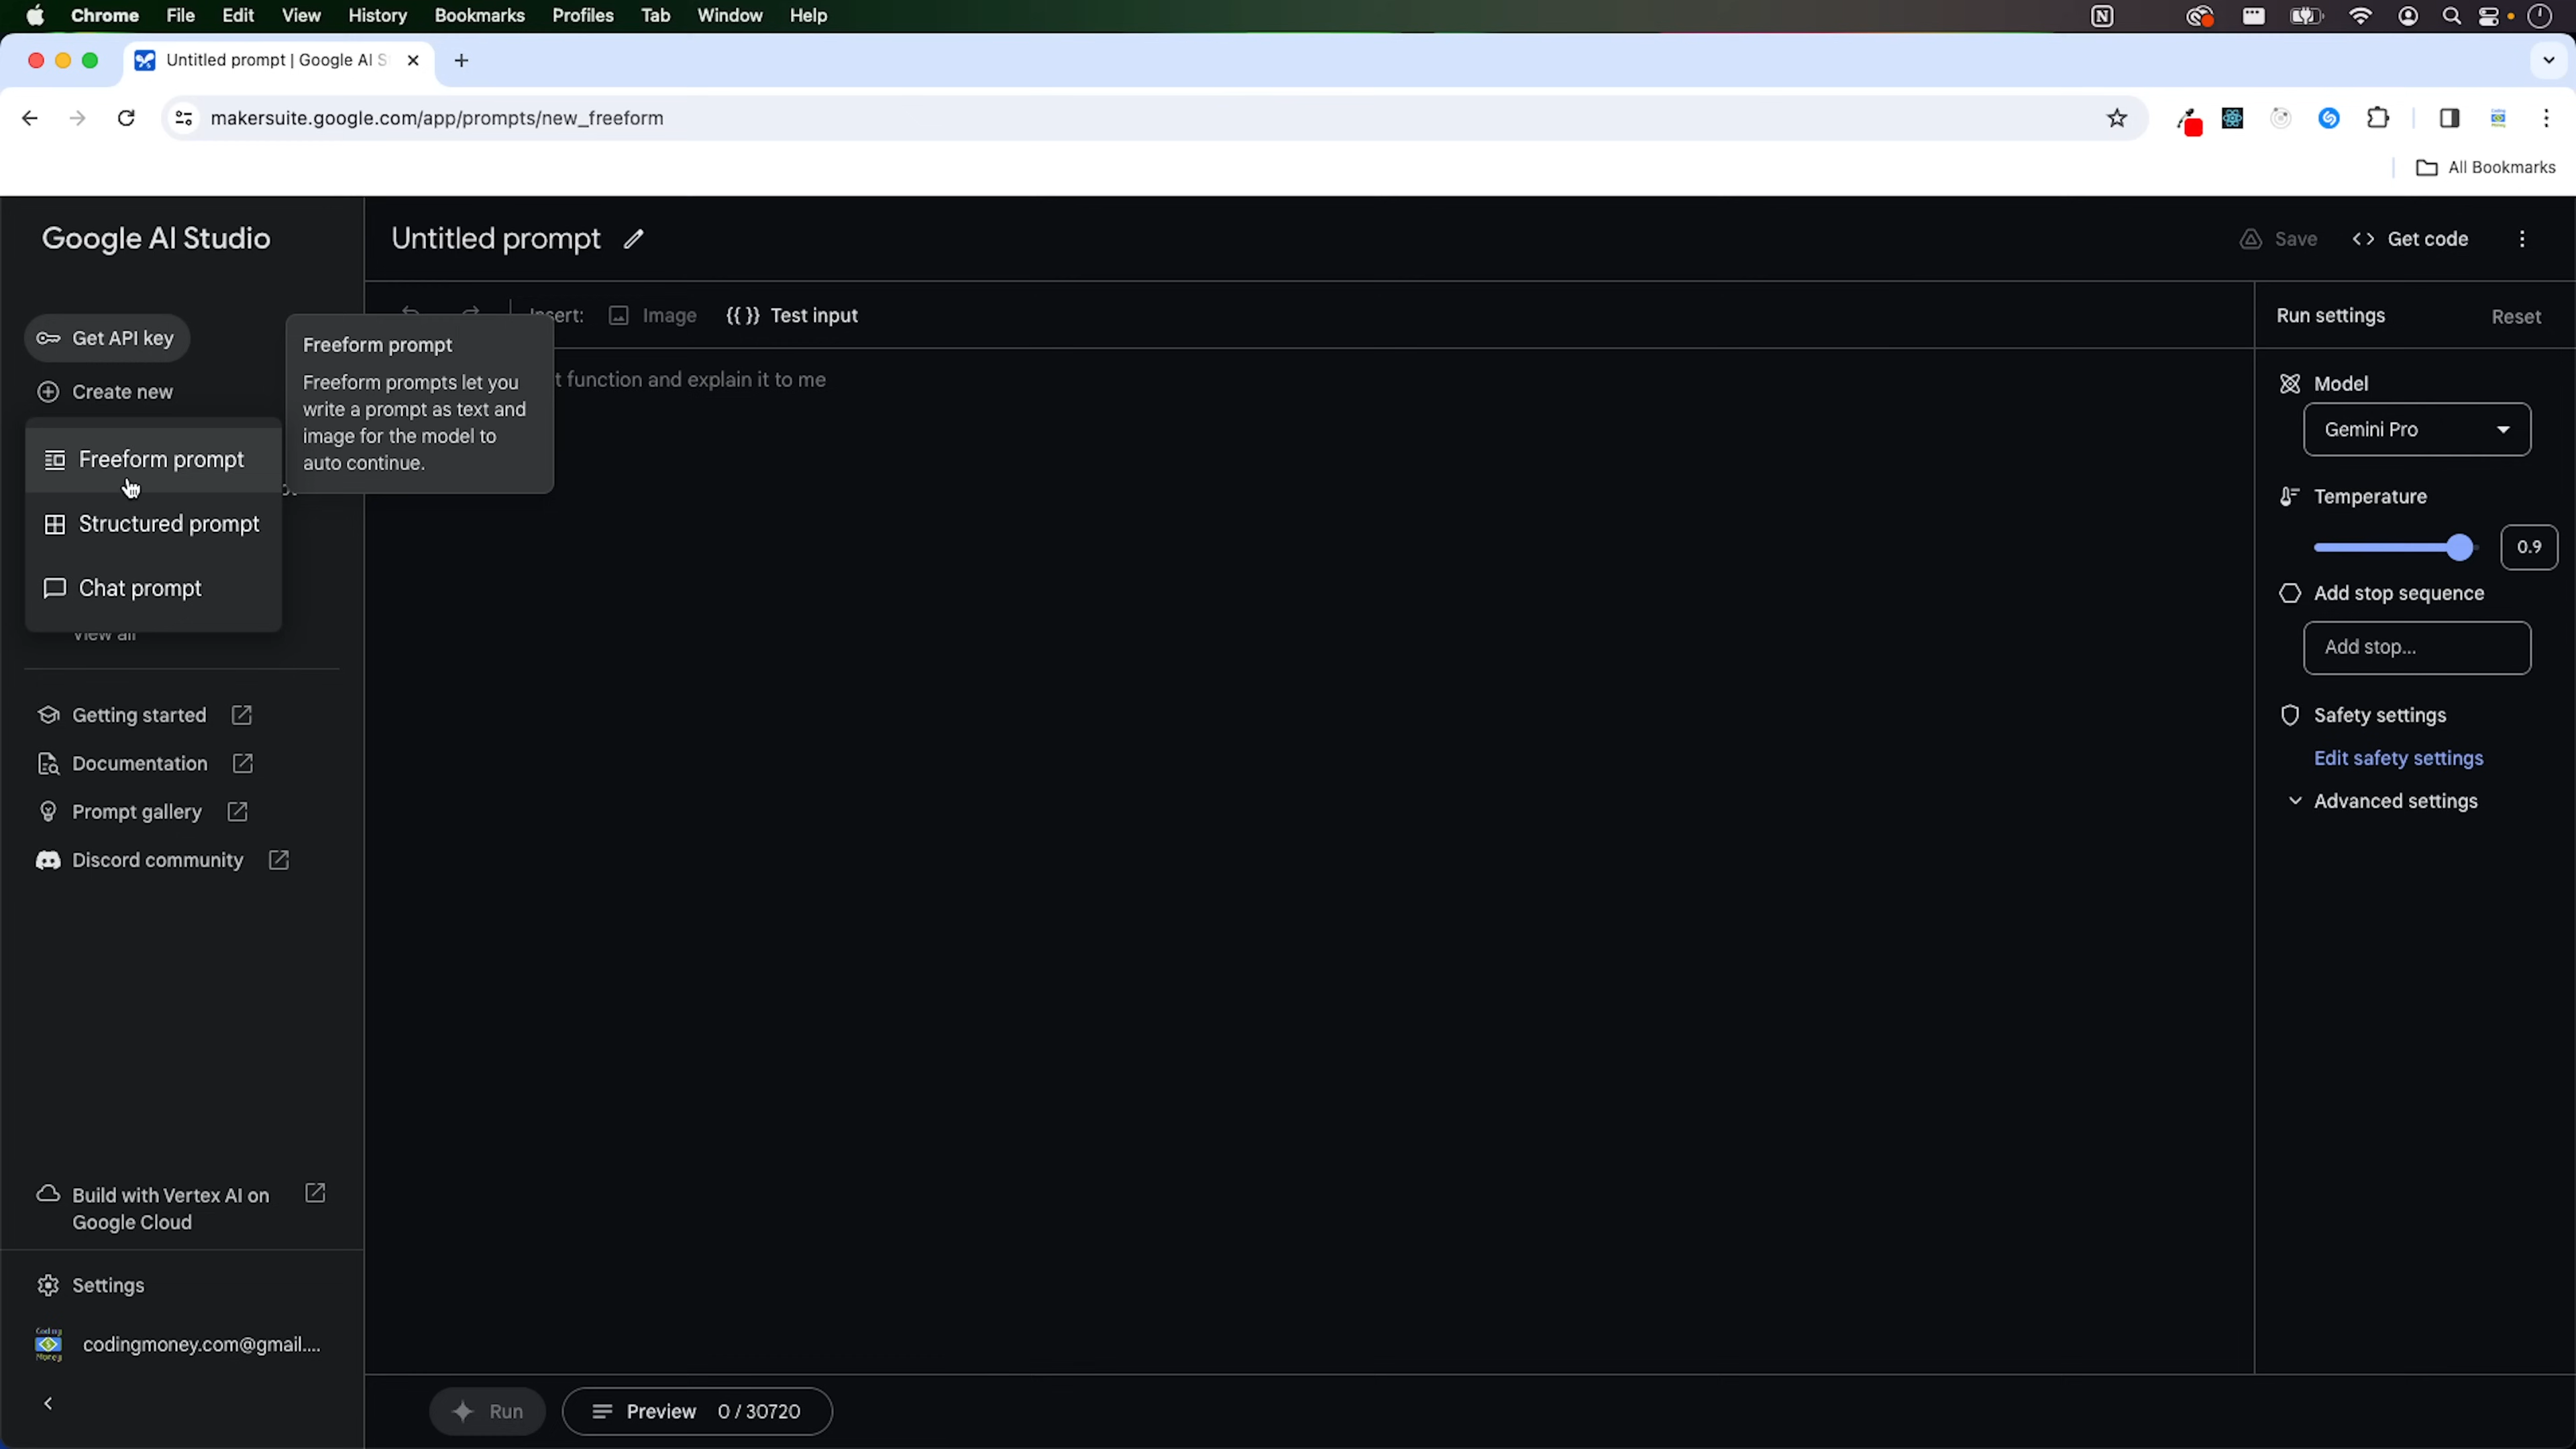 Chrome File Edit View History Bookmarks Profiles Tab Window Help
Untitled prompt | Google AI S
makersuite.google.com/app/prompts/new_freeform
All Bookmarks
Google AI Studio
Untitled prompt
Save
Get code
Get API key
Insert:
Image
{{ }} Test input
Run settings
Reset
Freeform prompt
Freeform prompts let you
write a prompt as text and
image for the model to
auto continue.
t function and explain it to me
Create new
Freeform prompt
Structured prompt
Chat prompt
View all
Model
Gemini Pro
Temperature
0.9
Add stop sequence
Add stop...
Safety settings
Edit safety settings
Advanced settings
Getting started
Documentation
Prompt gallery
Discord community
Build with Vertex AI on
Google Cloud
Settings
Coding
Money
codingmoney.com@gmail....
Run
Preview 0 / 30720